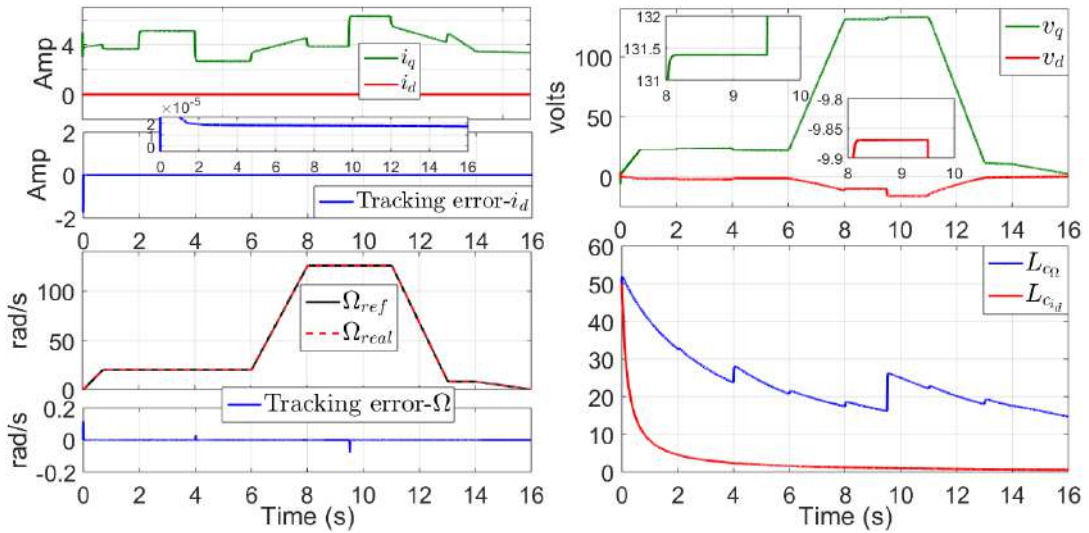 Amp
4
0
i_q
i_d
×10^-5
2
1
0
0 2 4 6 8 10 12 14 16
Amp
2
0
-2
Tracking error-i_d
0 2 4 6 8 10 12 14 16
rad/s
100
50
0
Ω_ref
Ω_real
rad/s
0.2
0
-0.2
Tracking error-Ω
0 2 4 6 8 10 12 14 16
Time (s)
volts
100
50
0
132
131.5
131
8 9 10
v_q
v_d
-9.8
-9.85
-9.9
8 9 10
0 2 4 6 8 10 12 14 16
60
50
40
30
20
10
0
L_cΩ
L_c_id
0 2 4 6 8 10 12 14 16
Time (s)